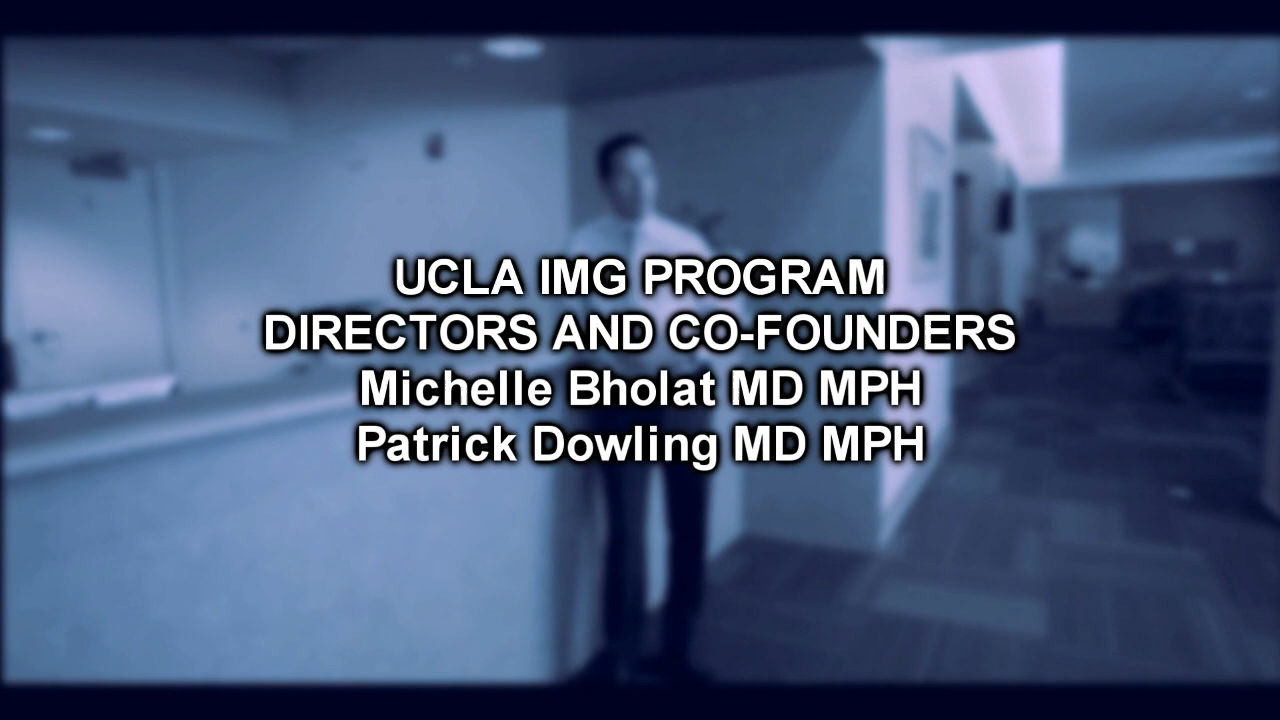 UCLA IMG PROGRAM
DIRECTORS AND CO-FOUNDERS
Michelle Bholat MD MPH
Patrick Dowling MD MPH